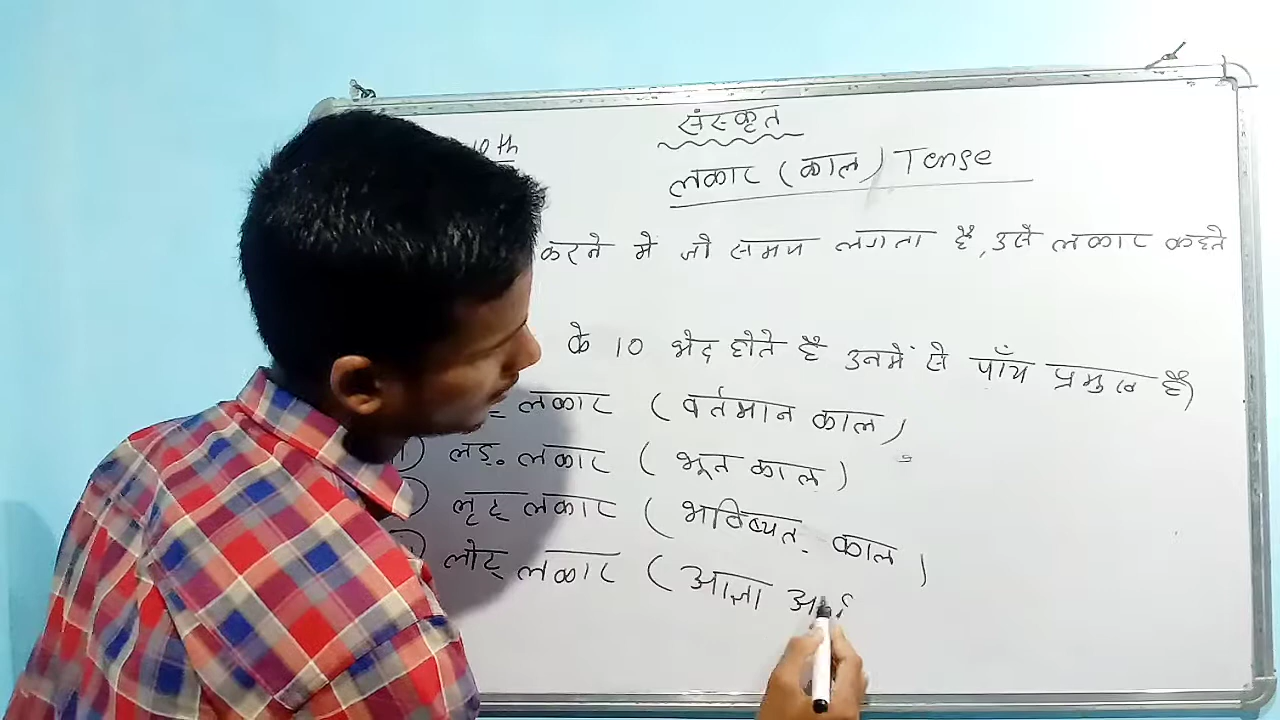 10th
संस्कृत
लकार (काल) Tense
करने मे जो समय लगता है, उसे लकार कहते
के 10 भेद होते है उनमें से पाँच प्रमुख है)
लकार (वर्तमान काल)
लङ. लकार (भूत काल)
लृट् लकार (भविष्यत. काल)
लोट् लकार (आज्ञा